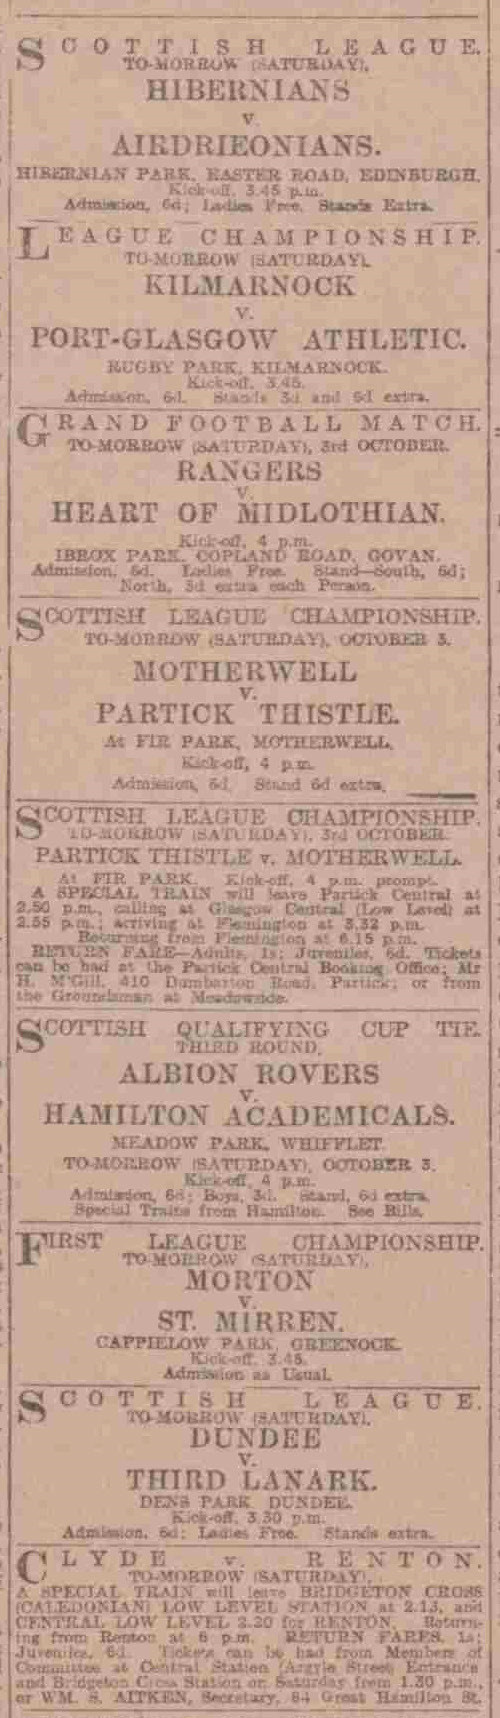 SCOTTISH LEAGUE.
TO-MORROW (SATURDAY),
HIBERNIANS
v.
AIRDRIEONIANS.
HIBERNIAN PARK, EASTER ROAD, EDINBURGH.
Kick-off, 3.45 p.m.
Admission, 6d; Ladies Free. Stands Extra.
LEAGUE CHAMPIONSHIP.
TO-MORROW (SATURDAY).
KILMARNOCK
v.
PORT-GLASGOW ATHLETIC.
RUGBY PARK, KILMARNOCK.
Kick-off, 3.45.
Admission, 6d. Stands 3d and 6d extra.
GRAND FOOTBALL MATCH.
TO-MORROW (SATURDAY), 3rd OCTOBER.
RANGERS
v.
HEART OF MIDLOTHIAN.
Kick-off, 4 p.m.
IBROX PARK, COPLAND ROAD, GOVAN.
Admission, 6d. Ladies Free. Stand—South, 6d;
North, 3d extra each Person.
SCOTTISH LEAGUE CHAMPIONSHIP.
TO-MORROW (SATURDAY), OCTOBER 3.
MOTHERWELL
v.
PARTICK THISTLE.
At FIR PARK, MOTHERWELL.
Kick-off, 4 p.m.
Admission, 6d. Stand 6d extra.
SCOTTISH LEAGUE CHAMPIONSHIP.
TO-MORROW (SATURDAY), 3rd OCTOBER.
PARTICK THISTLE v. MOTHERWELL.
At FIR PARK. Kick-off, 4 p.m. prompt.
A SPECIAL TRAIN will leave Partick Central at
2.50 p.m., calling at Glasgow Central (Low Level) at
2.55 p.m.; arriving at Flemington at 3.32 p.m.
Returning from Flemington at 6.15 p.m.
RETURN FARE—Adults, 1s; Juveniles, 6d. Tickets
can be had at the Partick Central Booking Office; Mr
H. M'Gill, 410 Dumbarton Road, Partick; or from
the Groundsman at Meadowside.
SCOTTISH QUALIFYING CUP TIE.
THIRD ROUND.
ALBION ROVERS
v.
HAMILTON ACADEMICALS.
MEADOW PARK, WHIFFLET.
TO-MORROW (SATURDAY), OCTOBER 3.
Kick-off, 4 p.m.
Admission, 6d; Boys, 3d. Stand, 6d extra.
Special Trains from Hamilton. See Bills.
FIRST LEAGUE CHAMPIONSHIP.
TO-MORROW (SATURDAY),
MORTON
v.
ST. MIRREN.
CAPPIELOW PARK, GREENOCK.
Kick-off, 3.45.
Admission as Usual.
SCOTTISH LEAGUE.
TO-MORROW (SATURDAY).
DUNDEE
v.
THIRD LANARK.
DENS PARK, DUNDEE.
Kick-off, 3.30 p.m.
Admission, 6d; Ladies Free. Stands extra.
CLYDE v. RENTON.
TO-MORROW (SATURDAY).
A SPECIAL TRAIN will leave BRIDGETON CROSS
(CALEDONIAN) LOW LEVEL STATION at 2.13, and
CENTRAL LOW LEVEL 2.20 for RENTON. Return-
ing from Renton at 6 p.m. RETURN FARES, 1s;
Juveniles, 6d. Tickets can be had from Members of
Committee at Central Station (Argyle Street) Entrance
and Bridgeton Cross Station on Saturday from 1.30 p.m.,
or WM. S. AITKEN, Secretary, 64 Great Hamilton St.